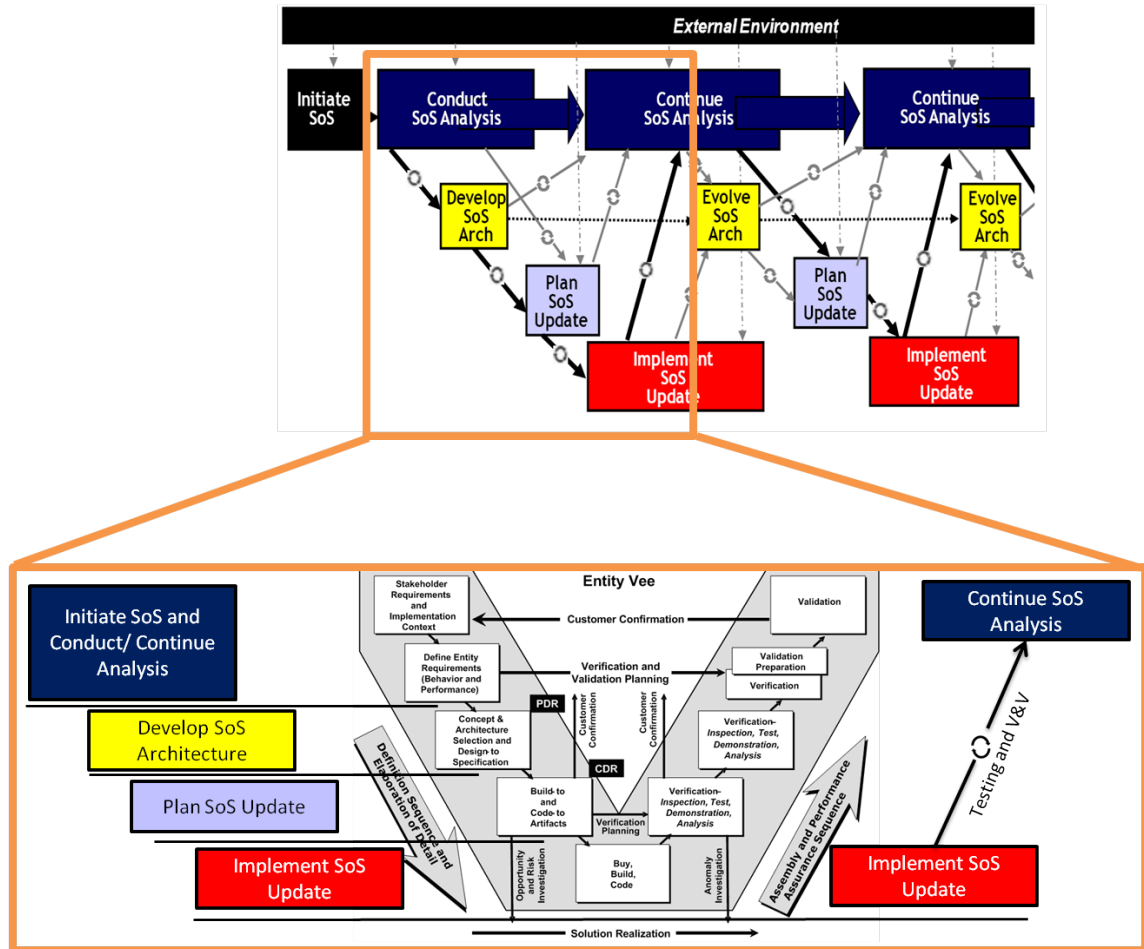 External Environment
Initiate
SoS
Conduct
SoS Analysis
Continue
SoS Analysis
Continue
SoS Analysis
Develop
SoS
Arch
Evolve
SoS
Arch
Evolve
SoS
Arch
Plan
SoS
Update
Plan
SoS
Update
Implement
SoS
Update
Implement
SoS
Update
Initiate SoS and
Conduct/ Continue
Analysis
Develop SoS
Architecture
Plan SoS Update
Implement SoS
Update
Definition Sequence and
Elaboration of Detail
Entity Vee
Stakeholder
Requirements
and
Implementation
Context
Customer Confirmation
Validation
Define Entity
Requirements
(Behavior and
Performance)
Verification and
Validation Planning
Validation
Preparation
Verification
PDR
Concept &
Architecture
Selection and
Design-to
Specification
Customer
Confirmation
Customer
Confirmation
Verification-
Inspection, Test,
Demonstration,
Analysis
CDR
Build-to
and
Code-to
Artifacts
Verification
Planning
Verification-
Inspection, Test,
Demonstration,
Analysis
Buy,
Build,
Code
Opportunity
and Risk
Investigation
Anomaly
Investigation
Solution Realization
Assembly and Performance
Assurance Sequence
Continue SoS
Analysis
Testing and V&V
Implement SoS
Update